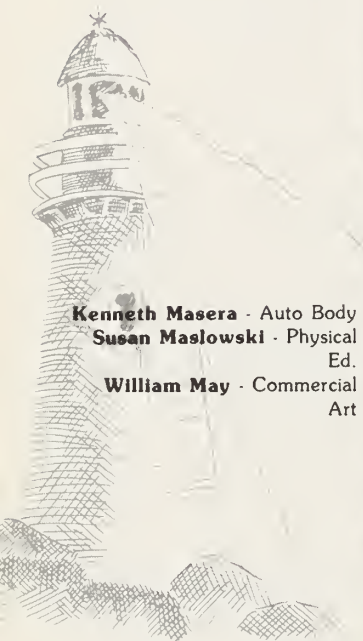 Kenneth Masera - Auto Body
Susan Maslowski - Physical
Ed.
William May - Commercial
Art